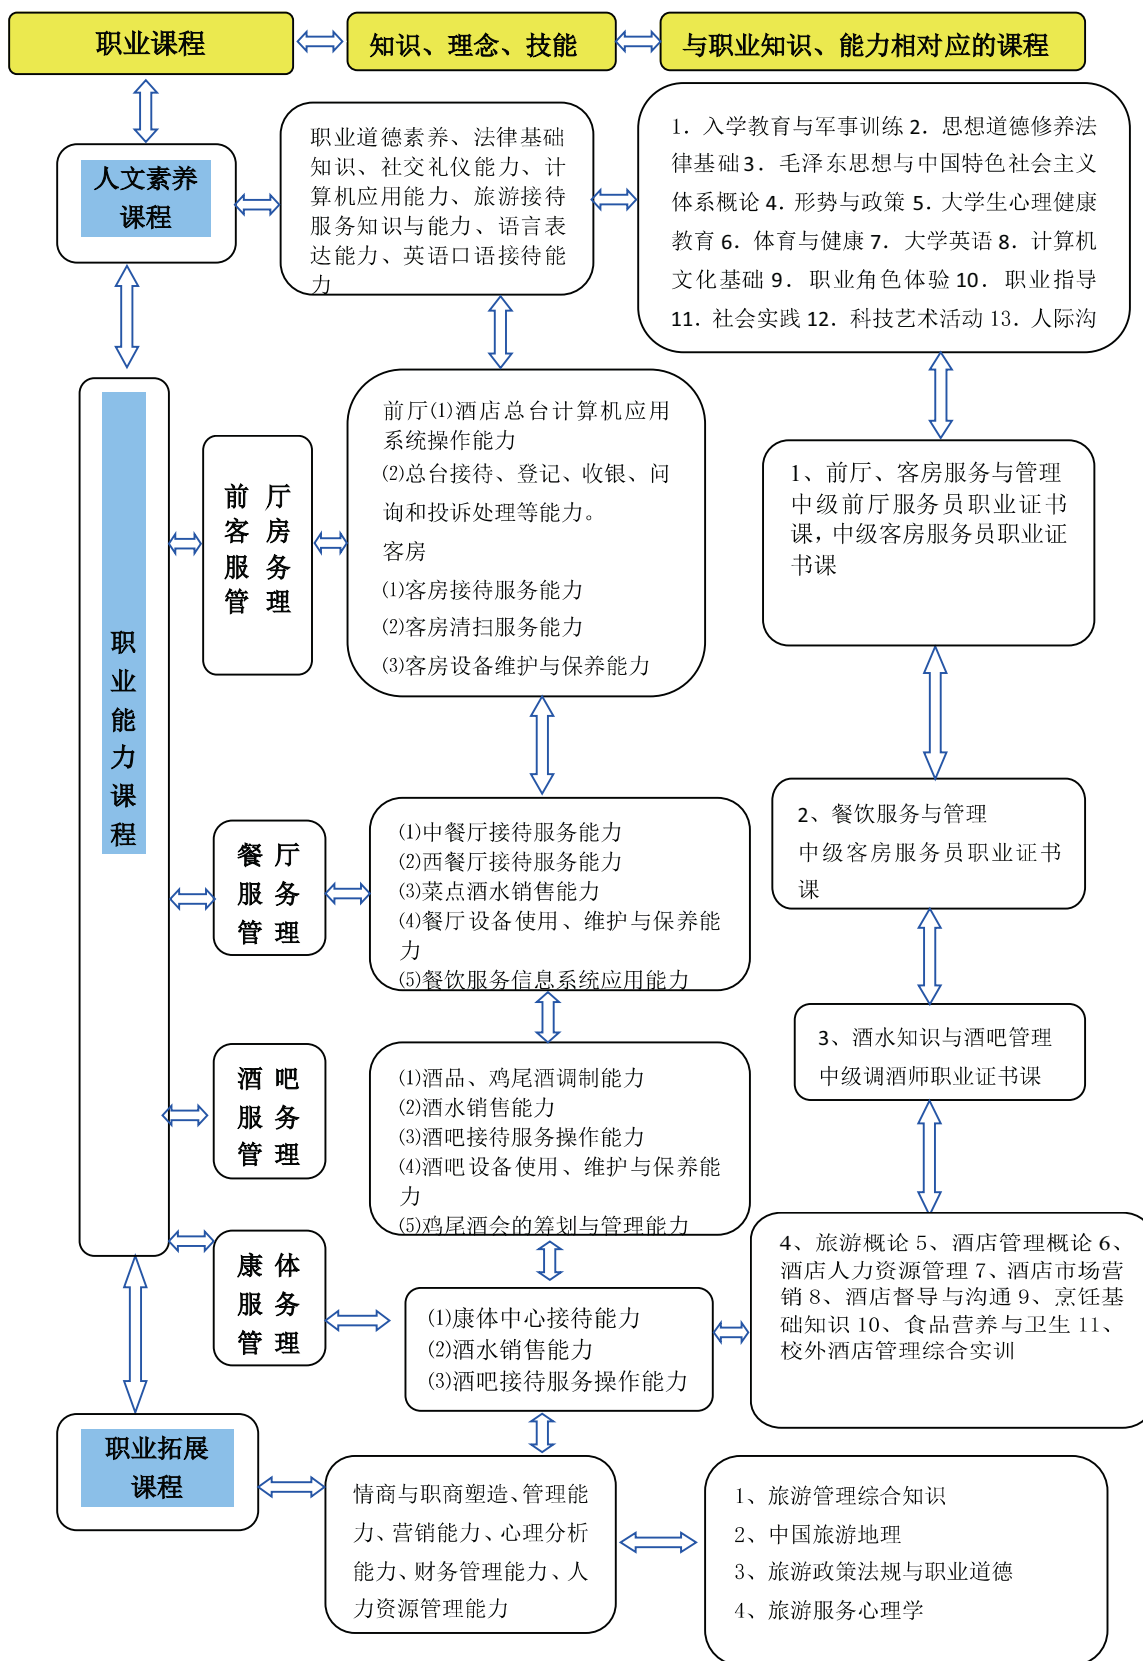 职业课程
知识、理念、技能
与职业知识、能力相对应的课程
人文素养
课程
职业道德素养、法律基础
知识、社交礼仪能力、计
算机应用能力、旅游接待
服务知识与能力、语言表
达能力、英语口语接待能
力
1. 入学教育与军事训练 2. 思想道德修养法
律基础 3. 毛泽东思想与中国特色社会主义
体系概论 4. 形势与政策 5. 大学生心理健康
教育 6. 体育与健康 7. 大学英语 8. 计算机
文化基础 9. 职业角色体验 10. 职业指导
11. 社会实践 12. 科技艺术活动 13. 人际沟
职
业
能
力
课
程
前 厅
客 房
服 务
管 理
前厅⑴酒店总台计算机应用
系统操作能力
⑵总台接待、登记、收银、问
询和投诉处理等能力。
客房
⑴客房接待服务能力
⑵客房清扫服务能力
⑶客房设备维护与保养能力
1、前厅、客房服务与管理
中级前厅服务员职业证书
课,中级客房服务员职业证
书课
餐 厅
服 务
管 理
⑴中餐厅接待服务能力
⑵西餐厅接待服务能力
⑶菜点酒水销售能力
⑷餐厅设备使用、维护与保养能
力
⑸餐饮服务信息系统应用能力
2、餐饮服务与管理
中级客房服务员职业证书
课
酒 吧
服 务
管 理
⑴酒品、鸡尾酒调制能力
⑵酒水销售能力
⑶酒吧接待服务操作能力
⑷酒吧设备使用、维护与保养能
力
⑸鸡尾酒会的筹划与管理能力
3、酒水知识与酒吧管理
中级调酒师职业证书课
康 体
服 务
管 理
⑴康体中心接待能力
⑵酒水销售能力
⑶酒吧接待服务操作能力
4、旅游概论 5、酒店管理概论 6、
酒店人力资源管理 7、酒店市场营
销 8、酒店督导与沟通 9、烹饪基
础知识 10、食品营养与卫生 11、
校外酒店管理综合实训
职业拓展
课程
情商与职商塑造、管理能
力、营销能力、心理分析
能力、财务管理能力、人
力资源管理能力
1、旅游管理综合知识
2、中国旅游地理
3、旅游政策法规与职业道德
4、旅游服务心理学